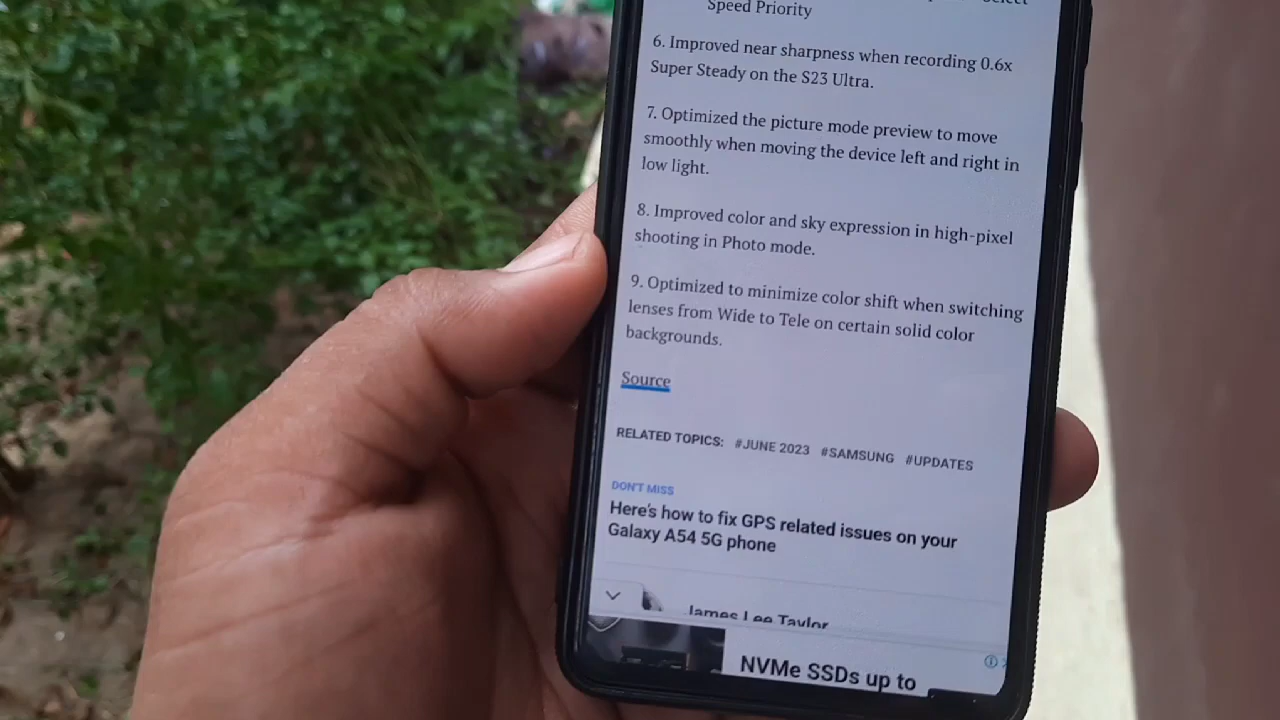 Speed Priority
6. Improved near sharpness when recording 0.6x
Super Steady on the S23 Ultra.
7. Optimized the picture mode preview to move
smoothly when moving the device left and right in
low light.
8. Improved color and sky expression in high-pixel
shooting in Photo mode.
9. Optimized to minimize color shift when switching
lenses from Wide to Tele on certain solid color
backgrounds.
Source
RELATED TOPICS: #JUNE 2023 #SAMSUNG #UPDATES
DON'T MISS
Here's how to fix GPS related issues on your
Galaxy A54 5G phone
James Lee Taylor
NVMe SSDs up to